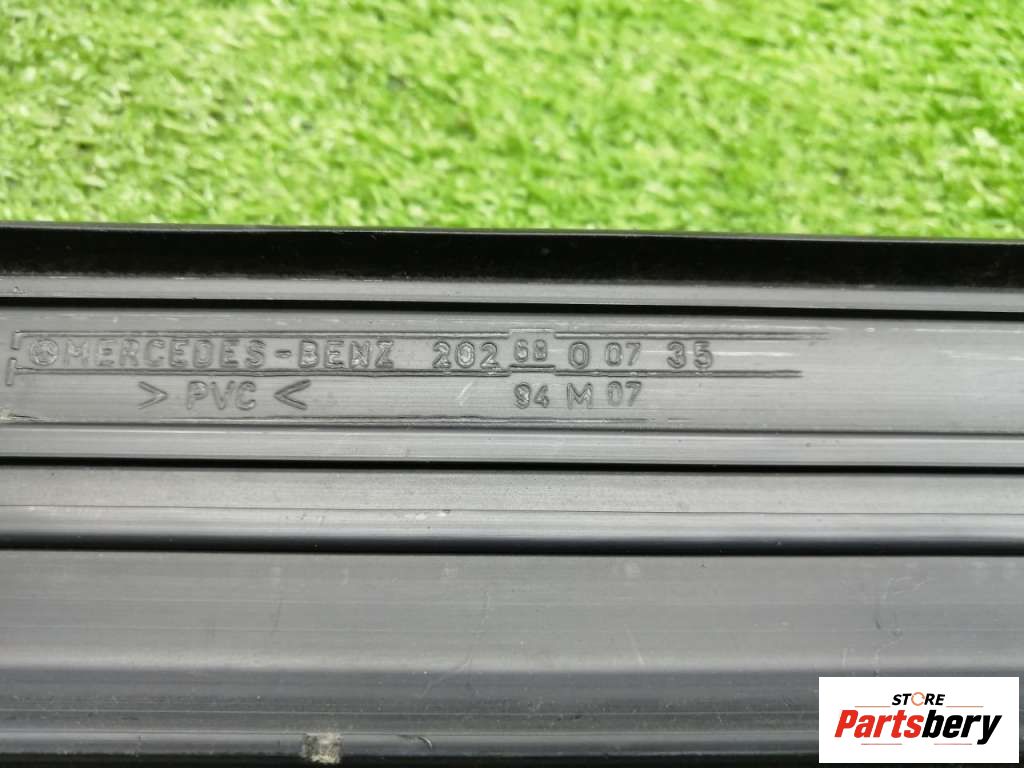 MERCEDES-BENZ 202 68 0 07 35
> PVC < 94 M 07
STORE
Partsbery